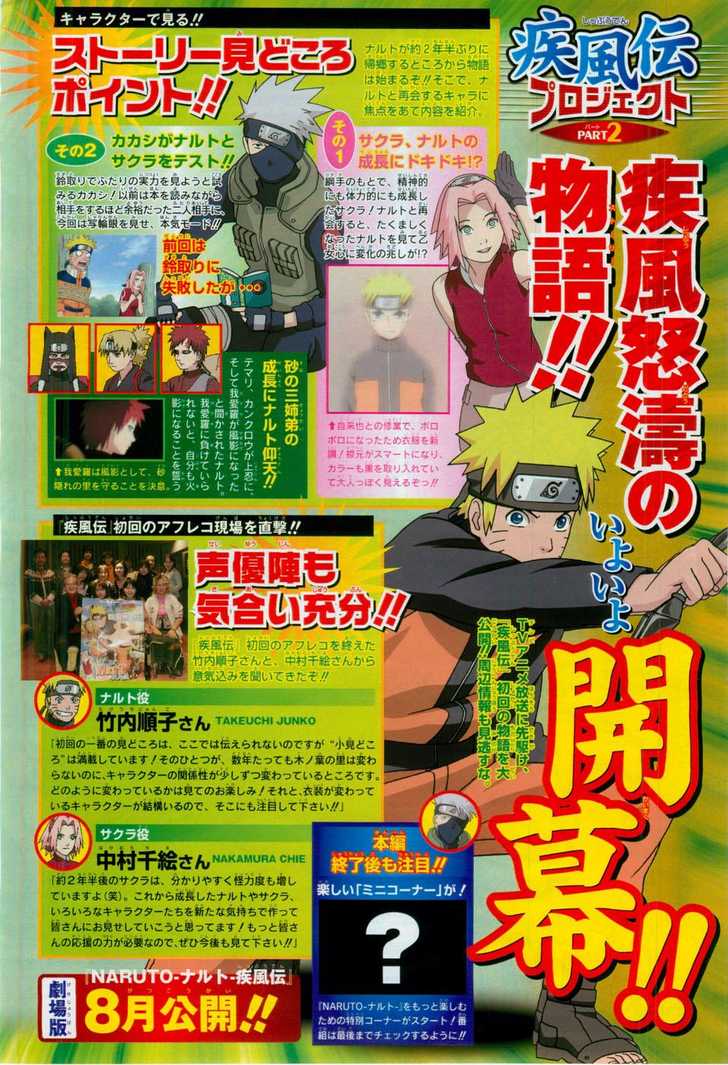 疾風伝
プロジェクト
PART2
疾風怒濤の
物語!!
いよいよ
開幕!!
TVアニメ放送に先駆け、
『疾風伝』初回の物語を大
公開!!周辺情報も見逃すな。
キャラクターで見る!!
ストーリー見どころ
ポイント!!
ナルトが約2年半ぶりに
帰郷するところから物語
は始まるぞ!!そこで、ナ
ルトと再会するキャラに
焦点をあて内容を紹介。
その1
サクラ、ナルトの
成長にドキドキ!?
綱手のもとで、精神的
にも体力的にも成長し
たサクラ!ナルトと再
会すると、たくましく
なったナルトを見て乙
女心に変化の兆しが!?
⬆自来也との修業で、ボロ
ボロになったため衣装を新
調!襟元がスマートになり、
カラーも黒を取り入れてい
て大人っぽく見えるぞっ!!
その2
カカシがナルトと
サクラをテスト!!
鈴取りでふたりの実力を見ようと試
みるカカシ!以前は本を読みながら
相手をするほど余裕だった二人相手に、
今回は写輪眼を見せ、本気モード!!
前回は
鈴取りに
失敗したが・・・
砂の三姉弟の
成長にナルト仰天!!
テマリ、カンクロウが上忍に、
そして我愛羅が風影になった
と聞かされたナルト。
我愛羅に負けていら
れないと、自分も火
影になることを誓う
⬆我愛羅は風影として、砂
隠れの里を守ることを決意。
『疾風伝』初回のアフレコ現場を直撃!!
声優陣も
気合い充分!!
『疾風伝』初回のアフレコを終えた
竹内順子さんと、中村千絵さんから
意気込みを聞いてきたぞ!!
ナルト役
竹内順子さん TAKEUCHI JUNKO
「初回の一番の見どころは、ここでは伝えられないのですが“小見どこ
ろ”は満載しています!そのひとつが、数年たっても木ノ葉の里は変わ
らないのに、キャラクターの関係性が少しずつ変わっているところです。
どのように変わっているかは見てのお楽しみ!それと、衣装が変わって
いるキャラクターが結構いるので、そこにも注目して下さい!!」
サクラ役
中村千絵さん NAKAMURA CHIE
「約2年半後のサクラは、分かりやすく怪力度も増し
ていますよ(笑)。これから成長したナルトやサクラ、
いろいろなキャラクターたちを新たな気持ちで作って
皆さんにお見せしていこうと思ってます!もっと皆さ
んの応援の力が必要なので、ぜひ今後も見て下さい!!」
本編
終了後も注目!!
楽しい「ミニコーナー」が!
?
『NARUTO-ナルト-』をもっと楽しむ
ための特別コーナーがスタート!番
組は最後までチェックするように!!
劇場版
『NARUTO-ナルト-疾風伝』
8月公開!!